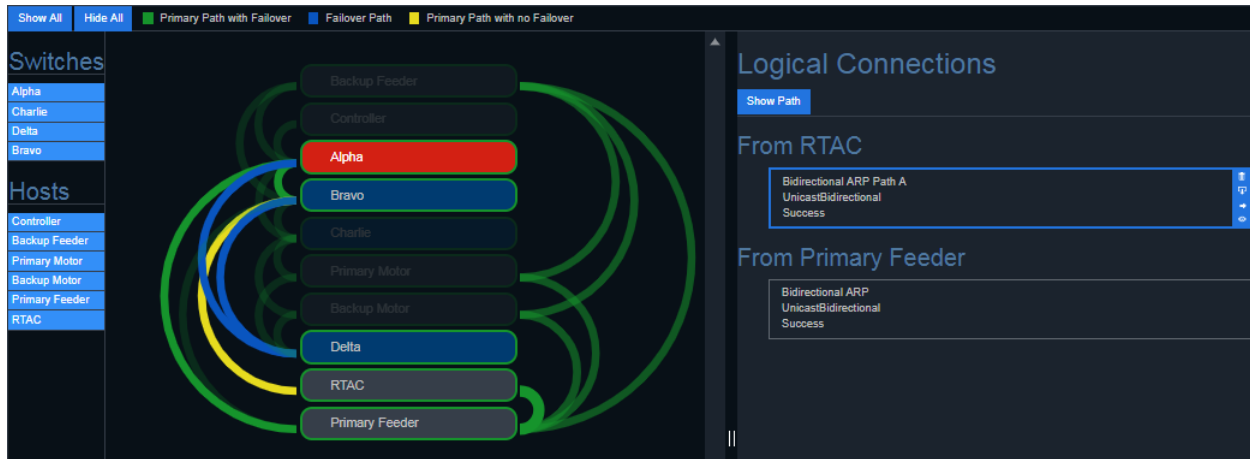 Show All
Hide All
Primary Path with Failover
Failover Path
Primary Path with no Failover
Switches
Alpha
Charlie
Delta
Bravo
Hosts
Controller
Backup Feeder
Primary Motor
Backup Motor
Primary Feeder
RTAC
Backup Feeder
Controller
Alpha
Bravo
Charlie
Primary Motor
Backup Motor
Delta
RTAC
Primary Feeder
Logical Connections
Show Path
From RTAC
Bidirectional ARP Path A
UnicastBidirectional
Success
From Primary Feeder
Bidirectional ARP
UnicastBidirectional
Success